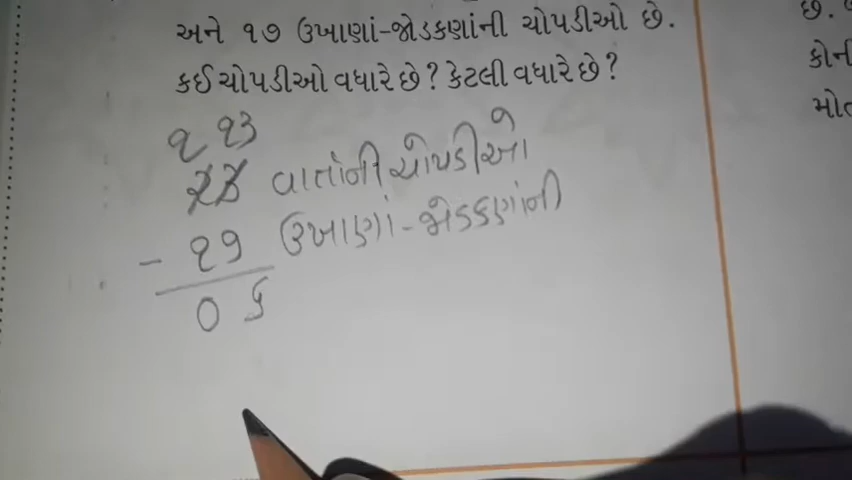 અને ૧૭ ઉખાણાં-જોડકણાંની ચોપડીઓ છે.
કઈ ચોપડીઓ વધારે છે? કેટલી વધારે છે?
૧ ૧૩
૨૩ વાર્તાની ચોપડીઓ
- ૧૭ ઉખાણાં-જોડકણાંની
૦ ૬
છે.
કોની